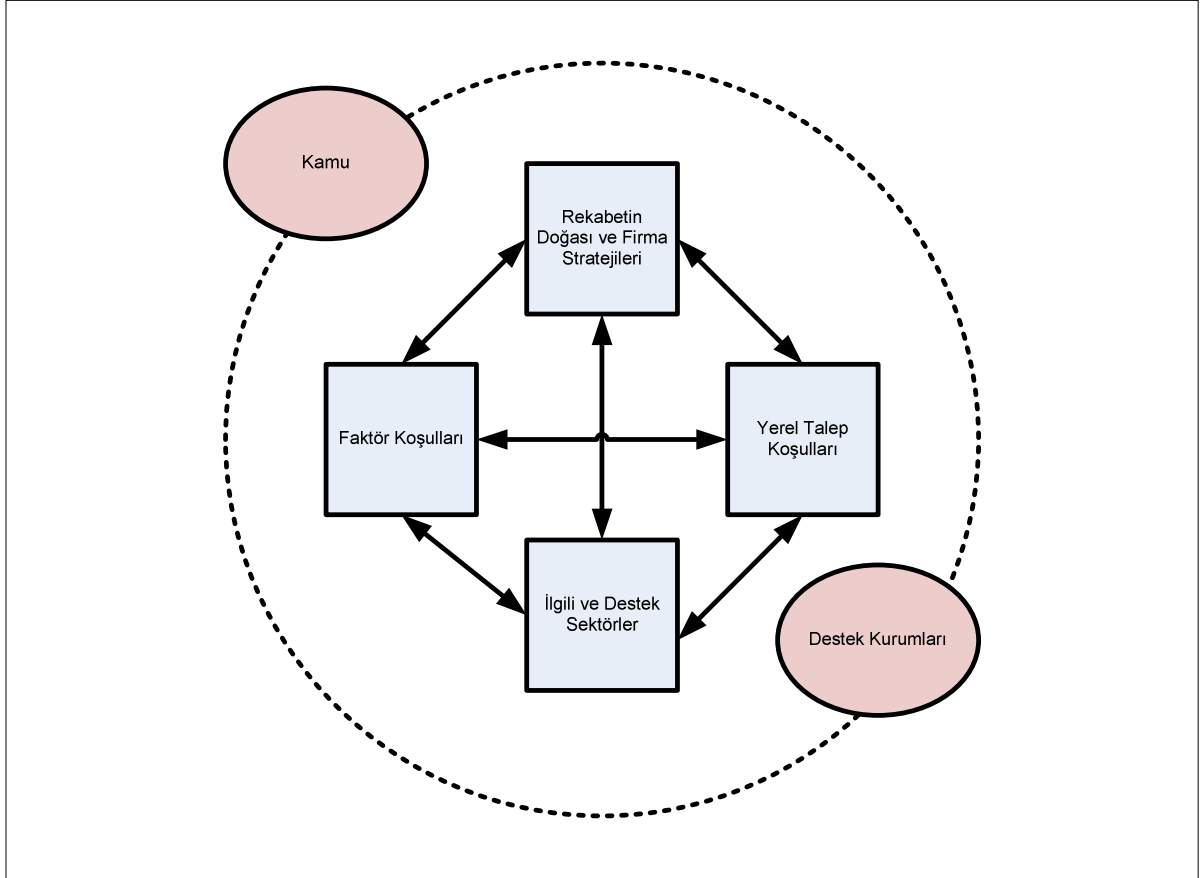 Kamu
Rekabetin
Doğası ve Firma
Stratejileri
Faktör Koşulları
Yerel Talep
Koşulları
İlgili ve Destek
Sektörler
Destek Kurumları